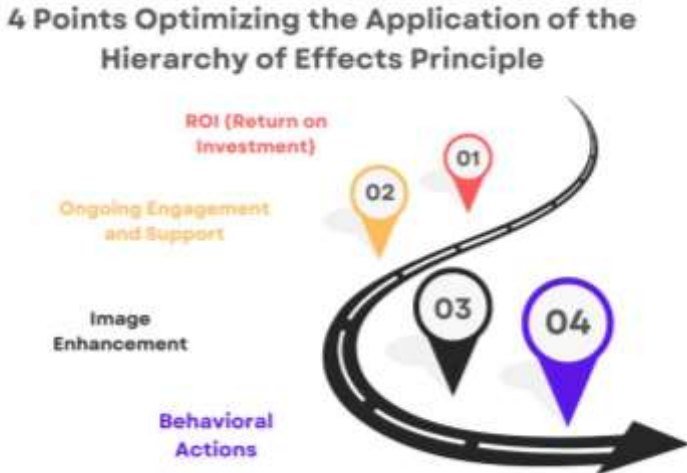 4 Points Optimizing the Application of the
Hierarchy of Effects Principle
ROI (Return on
Investment)
01
02
Ongoing Engagement
and Support
03
04
Image
Enhancement
Behavioral
Actions